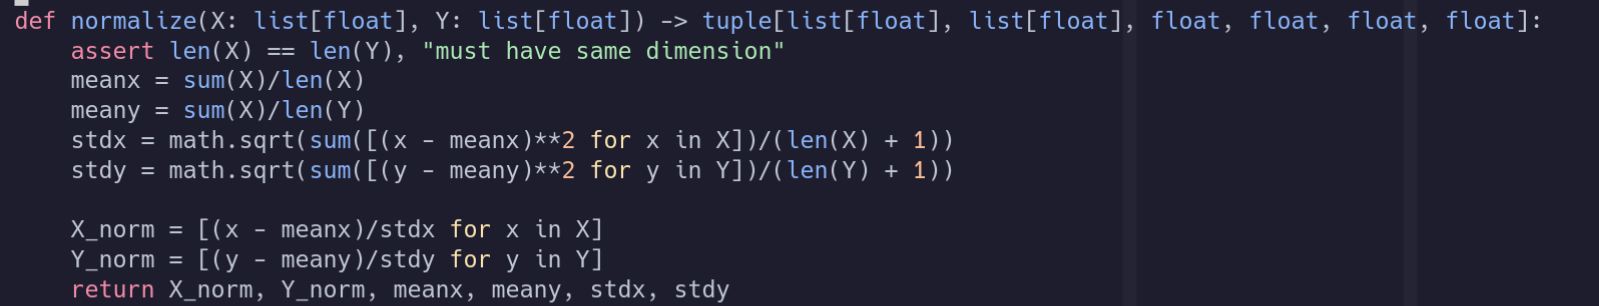 def normalize(X: list[float], Y: list[float]) -> tuple[list[float], list[float], float, float, float, float]:
    assert len(X) == len(Y), "must have same dimension"
    meanx = sum(X)/len(X)
    meany = sum(X)/len(Y)
    stdx = math.sqrt(sum([(x - meanx)**2 for x in X])/(len(X) + 1))
    stdy = math.sqrt(sum([(y - meany)**2 for y in Y])/(len(Y) + 1))

    X_norm = [(x - meanx)/stdx for x in X]
    Y_norm = [(y - meany)/stdy for y in Y]
    return X_norm, Y_norm, meanx, meany, stdx, stdy